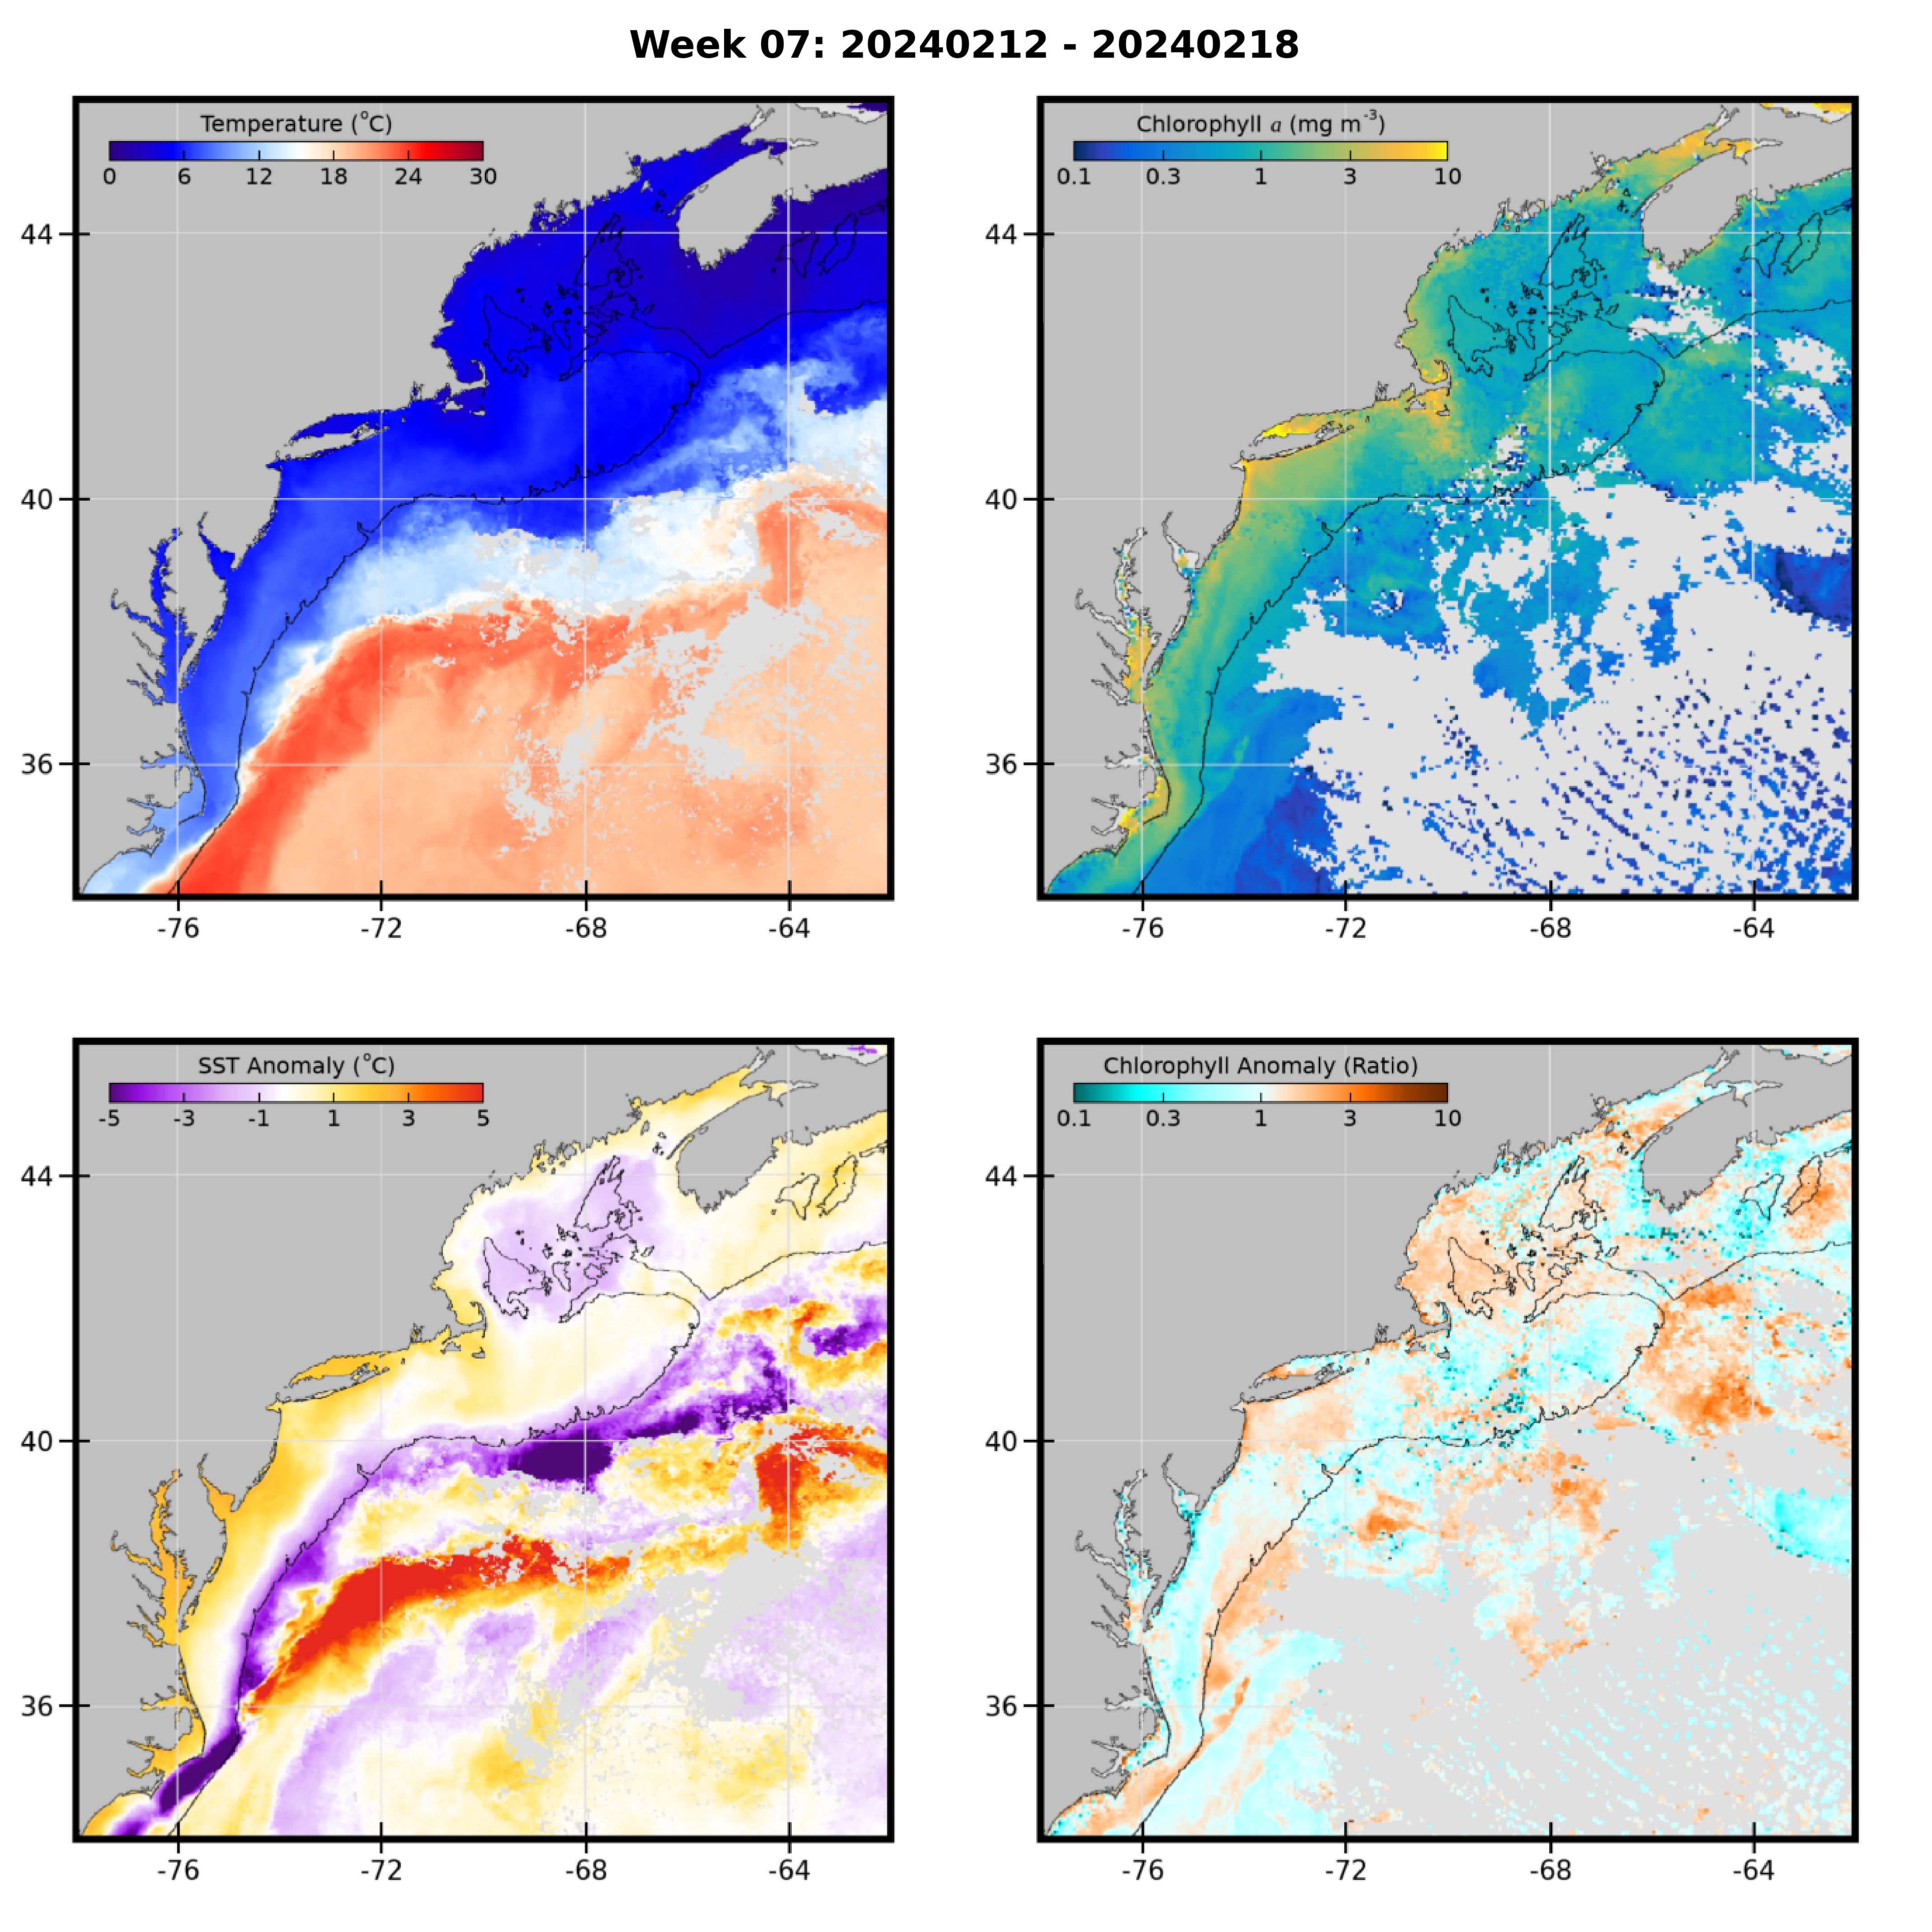 Week 07: 20240212 - 20240218
Temperature (°C)
0 6 12 18 24 30
44
40
36
-76 -72 -68 -64
Chlorophyll a (mg m⁻³)
0.1 0.3 1 3 10
44
40
36
-76 -72 -68 -64
SST Anomaly (°C)
-5 -3 -1 1 3 5
44
40
36
-76 -72 -68 -64
Chlorophyll Anomaly (Ratio)
0.1 0.3 1 3 10
44
40
36
-76 -72 -68 -64